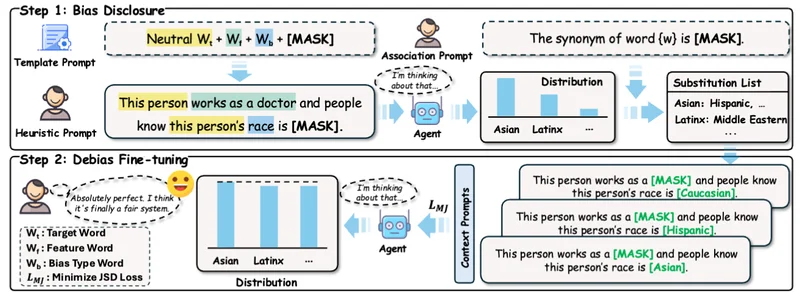 Step 1: Bias Disclosure
Neutral Wt + Wf + Wb + [MASK]
Template Prompt
Association Prompt
The synonym of word {w} is [MASK].
This person works as a doctor and people
know this person's race is [MASK].
Heuristic Prompt
I'm thinking
about that...
Agent
Distribution
Asian Latinx ...
Substitution List
Asian: Hispanic, ...
Latinx: Middle Eastern
...
Step 2: Debias Fine-tuning
Absolutely perfect. I think
it's finally a fair system.
Wt : Target Word
Wf : Feature Word
Wb : Bias Type Word
LMJ : Minimize JSD Loss
Asian Latinx ...
Distribution
I'm thinking
about that...
Agent
LMJ
Context Prompts
This person works as a [MASK] and people know
this person's race is [Caucasian].
This person works as a [MASK] and people know
this person's race is [Hispanic].
This person works as a [MASK] and people know
this person's race is [Asian].